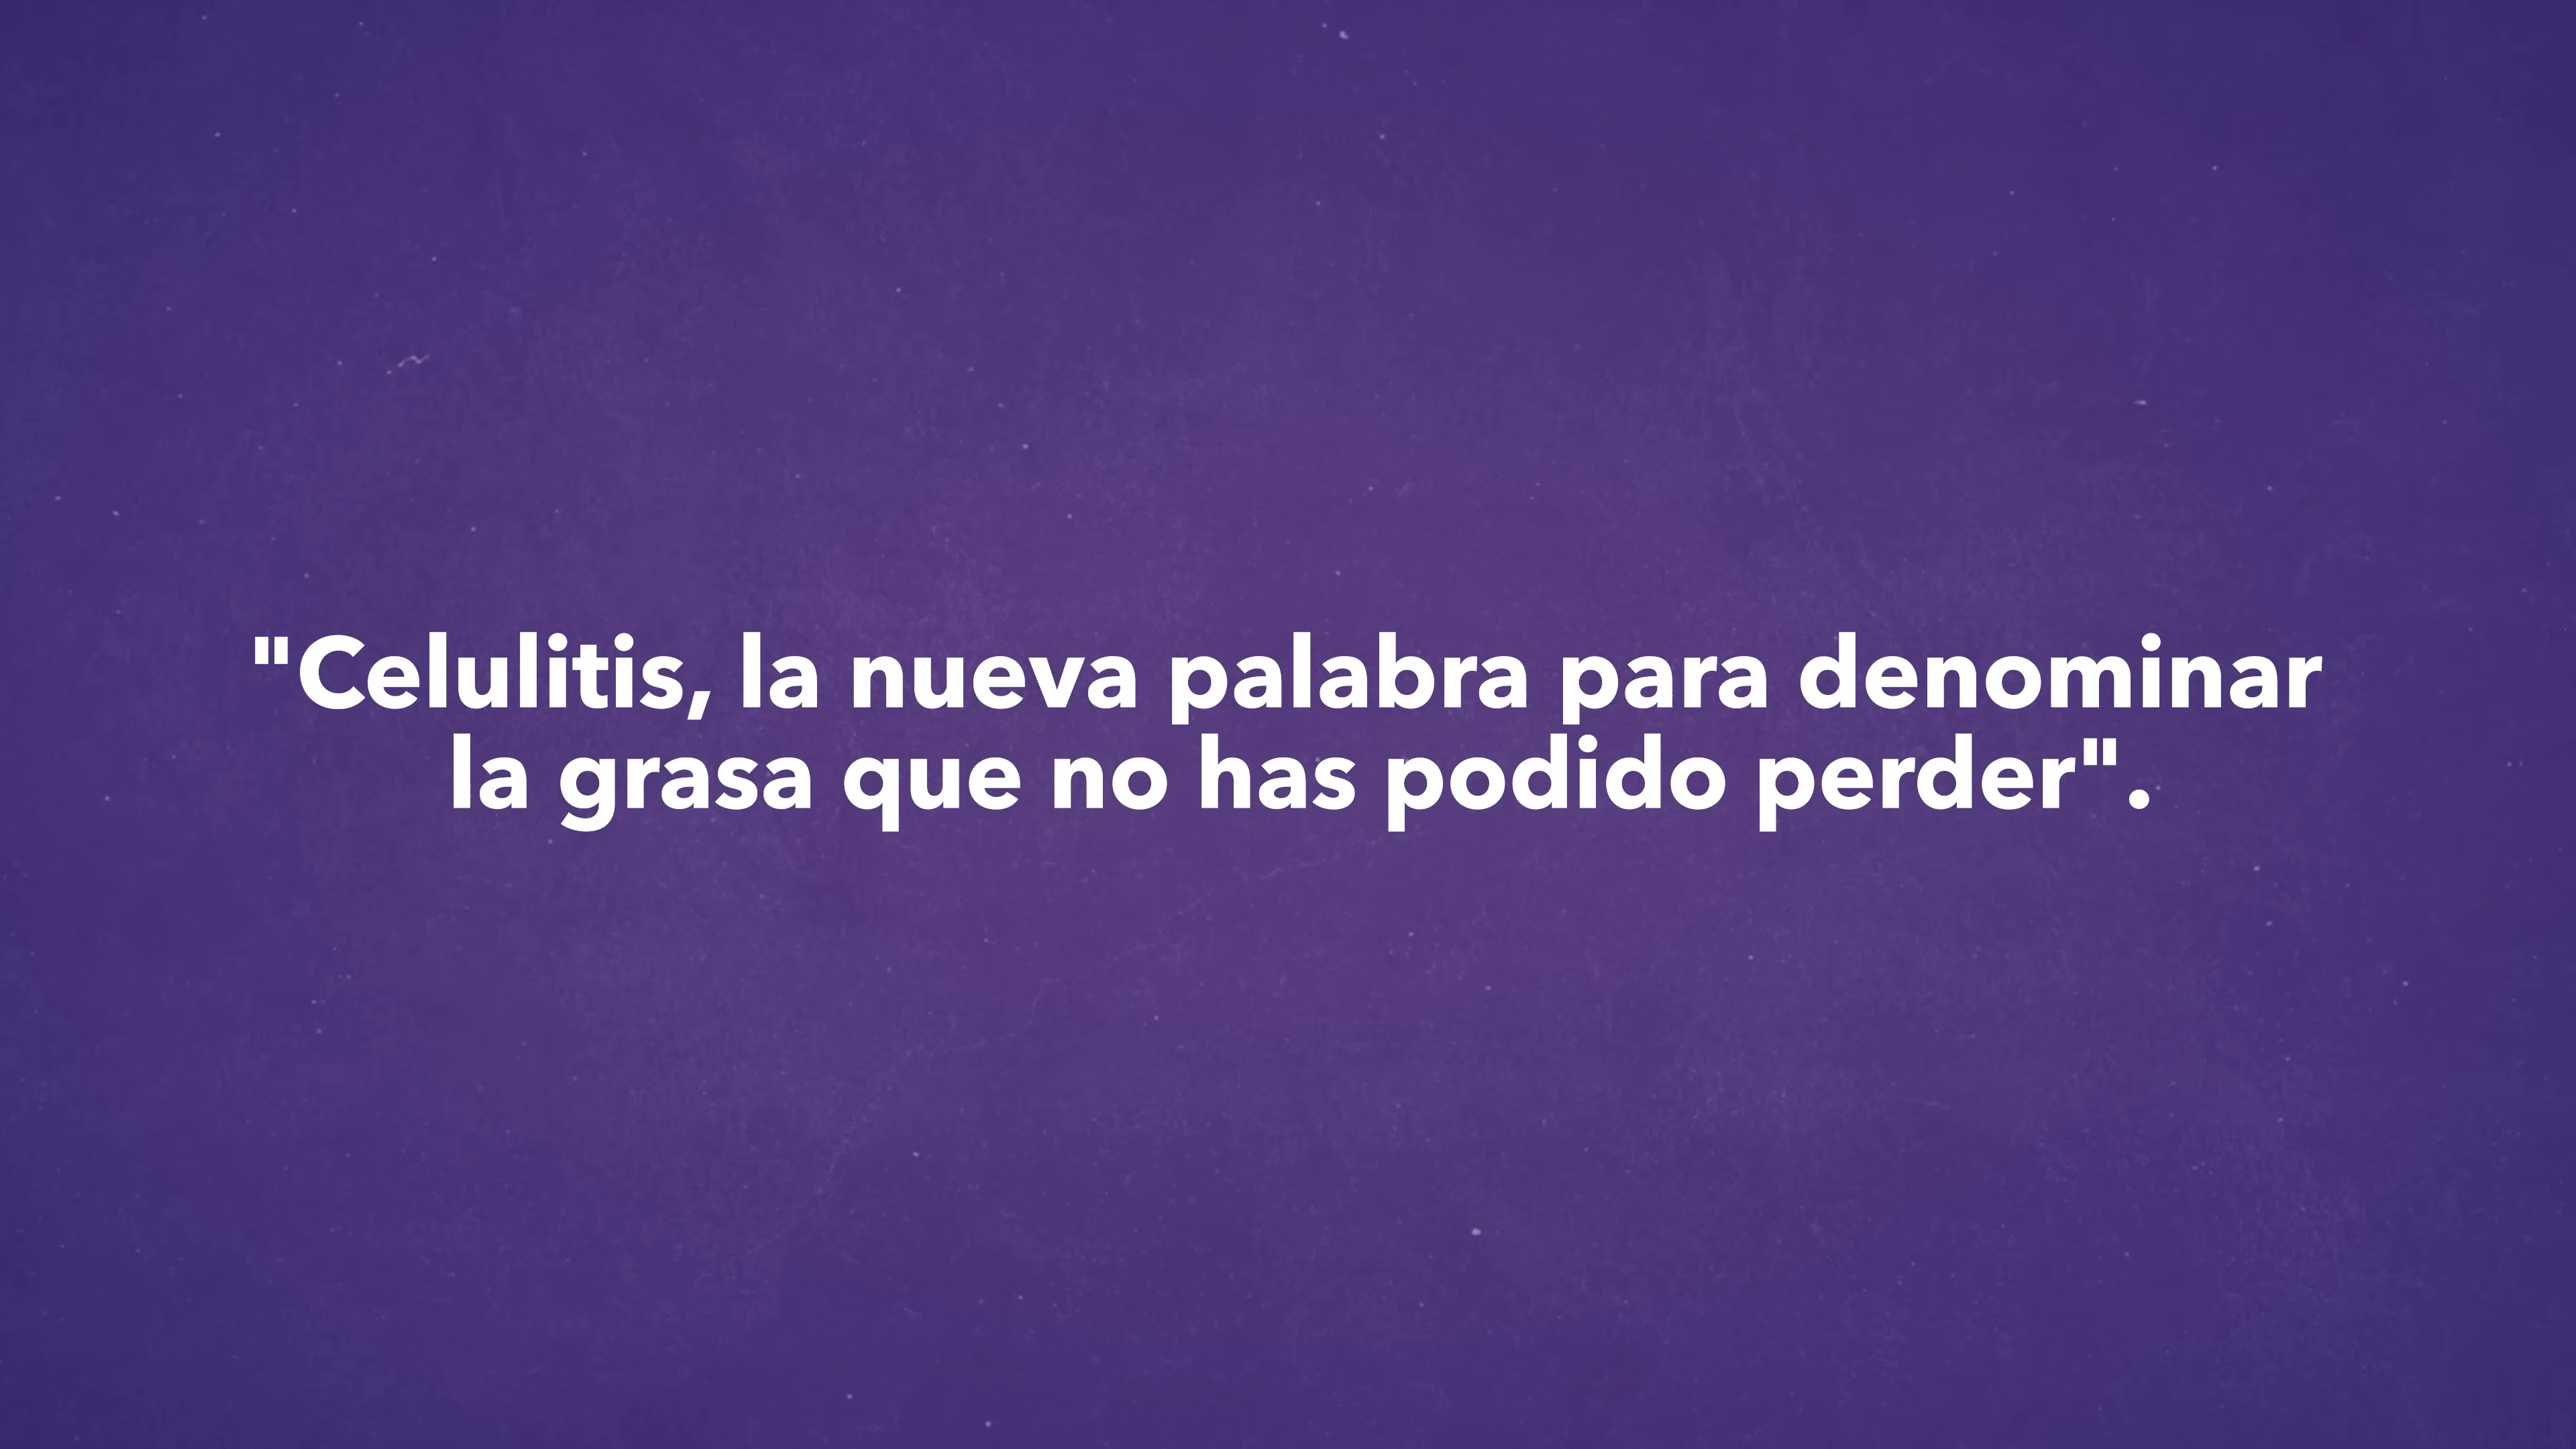 "Celulitis, la nueva palabra para denominar
la grasa que no has podido perder".